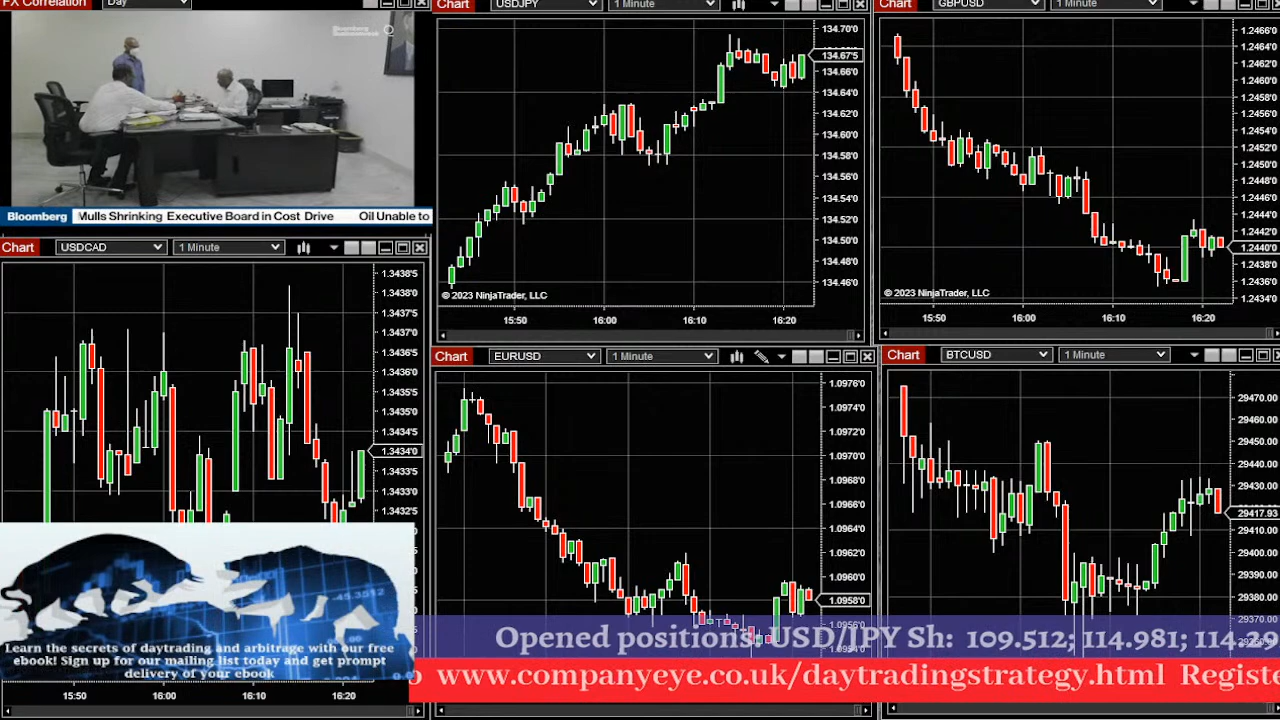 FX Correlation
Day
Bloomberg
Businessweek
Bloomberg
Mulls Shrinking Executive Board in Cost Drive
Oil Unable to
Chart
USDJPY
1 Minute
134.70'0
134.67'5
134.66'0
134.64'0
134.62'0
134.60'0
134.58'0
134.56'0
134.54'0
134.52'0
134.50'0
134.48'0
134.46'0
© 2023 NinjaTrader, LLC
15:50
16:00
16:10
16:20
Chart
GBPUSD
1 Minute
1.2466'0
1.2464'0
1.2462'0
1.2460'0
1.2457'0
1.2454'0
1.2452'0
1.2450'0
1.2448'0
1.2444'0
1.2442'0
1.2440'0
1.2436'0
1.2434'0
© 2023 NinjaTrader, LLC
15:50
16:00
16:10
16:20
Chart
USDCAD
1 Minute
1.3438'5
1.3438'0
1.3437'5
1.3437'0
1.3436'5
1.3436'0
1.3435'5
1.3435'0
1.3434'5
1.3434'0
1.3433'5
1.3433'0
1.3432'5
-45.3512
Learn the secrets of daytrading and arbitrage with our free
ebook! Sign up for our mailing list today and get prompt
delivery of your ebook
15:50
16:00
16:10
16:20
Chart
EURUSD
1 Minute
1.0976'0
1.0974'0
1.0972'0
1.0970'0
1.0968'0
1.0966'0
1.0964'0
1.0962'0
1.0960'0
1.0958'0
Chart
BTCUSD
1 Minute
29470.00
29460.00
29450.00
29440.00
29430.00
29417.93
29410.00
29400.00
29390.00
29380.00
29370.00
Opened positions: USD/JPY Sh: 109.512; 114.981; 114.9
www.companyeye.co.uk/daytradingstrategy.html Registe